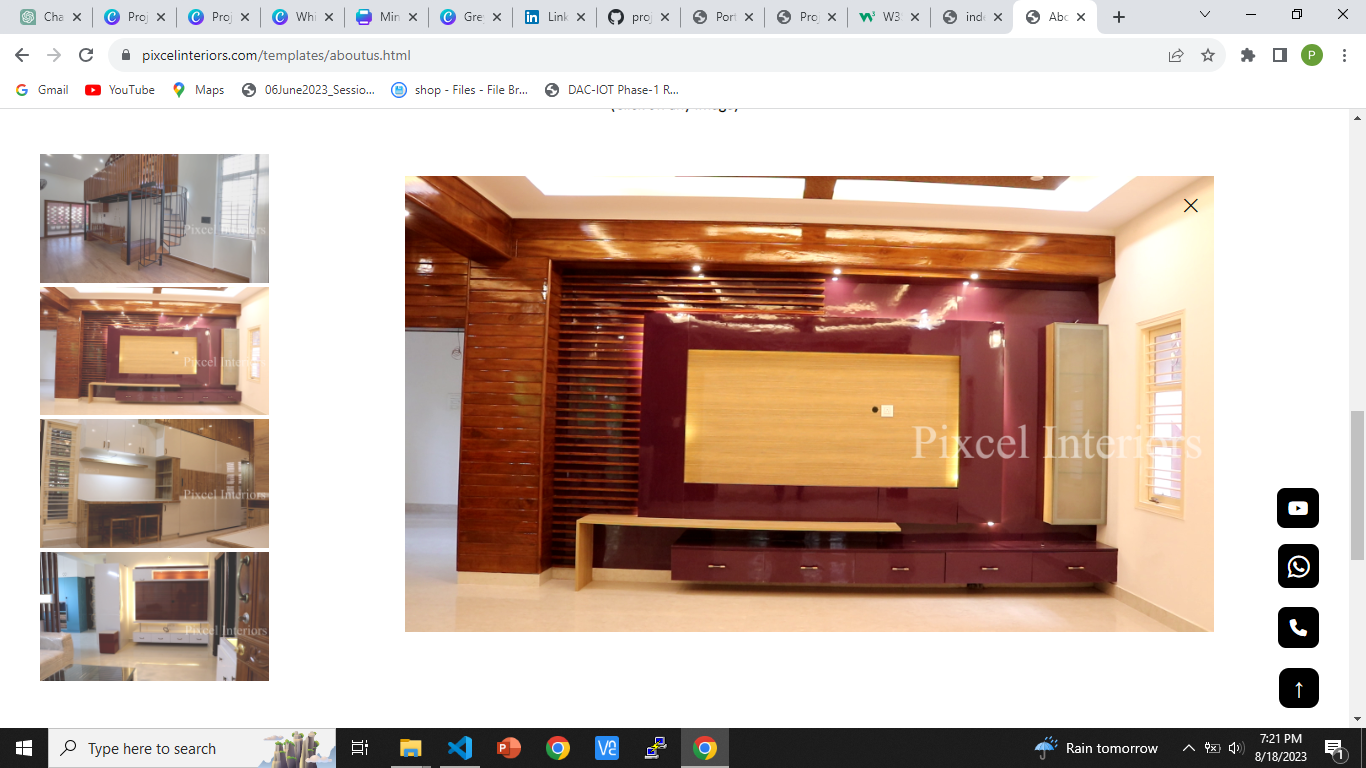 Cha
Proj
Proj
Whi
Min
Gre
Link
proj
Port
Proj
W3
inde
Abo
pixcelinteriors.com/templates/aboutus.html
P
Gmail
YouTube
Maps
06June2023_Sessio...
shop - Files - File Br...
DAC-IOT Phase-1 R...
Pixcel Interiors
Pixcel Interiors
Pixcel Interiors
Pixcel Interiors
Pixcel Interiors
Type here to search
Rain tomorrow
7:21 PM
8/18/2023
1